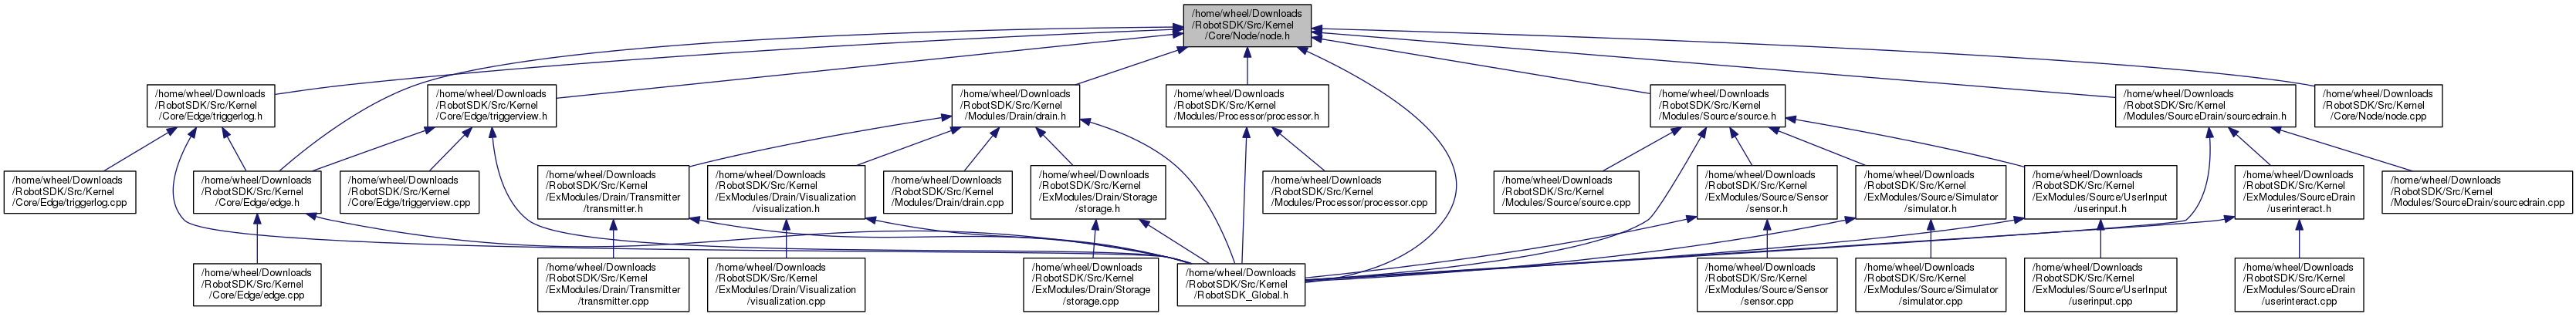 /home/wheel/Downloads
/RobotSDK/Src/Kernel
/Core/Node/node.h
/home/wheel/Downloads
/RobotSDK/Src/Kernel
/Core/Edge/triggerlog.h
/home/wheel/Downloads
/RobotSDK/Src/Kernel
/Core/Edge/triggerview.h
/home/wheel/Downloads
/RobotSDK/Src/Kernel
/Modules/Drain/drain.h
/home/wheel/Downloads
/RobotSDK/Src/Kernel
/Modules/Processor/processor.h
/home/wheel/Downloads
/RobotSDK/Src/Kernel
/Modules/Source/source.h
/home/wheel/Downloads
/RobotSDK/Src/Kernel
/Modules/SourceDrain/sourcedrain.h
/home/wheel/Downloads
/RobotSDK/Src/Kernel
/Core/Node/node.cpp
/home/wheel/Downloads
/RobotSDK/Src/Kernel
/Core/Edge/triggerlog.cpp
/home/wheel/Downloads
/RobotSDK/Src/Kernel
/Core/Edge/edge.h
/home/wheel/Downloads
/RobotSDK/Src/Kernel
/Core/Edge/triggerview.cpp
/home/wheel/Downloads
/RobotSDK/Src/Kernel
/ExModules/Drain/Transmitter
/transmitter.h
/home/wheel/Downloads
/RobotSDK/Src/Kernel
/ExModules/Drain/Visualization
/visualization.h
/home/wheel/Downloads
/RobotSDK/Src/Kernel
/Modules/Drain/drain.cpp
/home/wheel/Downloads
/RobotSDK/Src/Kernel
/ExModules/Drain/Storage
/storage.h
/home/wheel/Downloads
/RobotSDK/Src/Kernel
/Modules/Processor/processor.cpp
/home/wheel/Downloads
/RobotSDK/Src/Kernel
/Modules/Source/source.cpp
/home/wheel/Downloads
/RobotSDK/Src/Kernel
/ExModules/Source/Sensor
/sensor.h
/home/wheel/Downloads
/RobotSDK/Src/Kernel
/ExModules/Source/Simulator
/simulator.h
/home/wheel/Downloads
/RobotSDK/Src/Kernel
/ExModules/Source/UserInput
/userinput.h
/home/wheel/Downloads
/RobotSDK/Src/Kernel
/ExModules/SourceDrain
/userinteract.h
/home/wheel/Downloads
/RobotSDK/Src/Kernel
/Modules/SourceDrain/sourcedrain.cpp
/home/wheel/Downloads
/RobotSDK/Src/Kernel
/Core/Edge/edge.cpp
/home/wheel/Downloads
/RobotSDK/Src/Kernel
/ExModules/Drain/Transmitter
/transmitter.cpp
/home/wheel/Downloads
/RobotSDK/Src/Kernel
/ExModules/Drain/Visualization
/visualization.cpp
/home/wheel/Downloads
/RobotSDK/Src/Kernel
/ExModules/Drain/Storage
/storage.cpp
/home/wheel/Downloads
/RobotSDK/Src/Kernel
/RobotSDK_Global.h
/home/wheel/Downloads
/RobotSDK/Src/Kernel
/ExModules/Source/Sensor
/sensor.cpp
/home/wheel/Downloads
/RobotSDK/Src/Kernel
/ExModules/Source/Simulator
/simulator.cpp
/home/wheel/Downloads
/RobotSDK/Src/Kernel
/ExModules/Source/UserInput
/userinput.cpp
/home/wheel/Downloads
/RobotSDK/Src/Kernel
/ExModules/SourceDrain
/userinteract.cpp